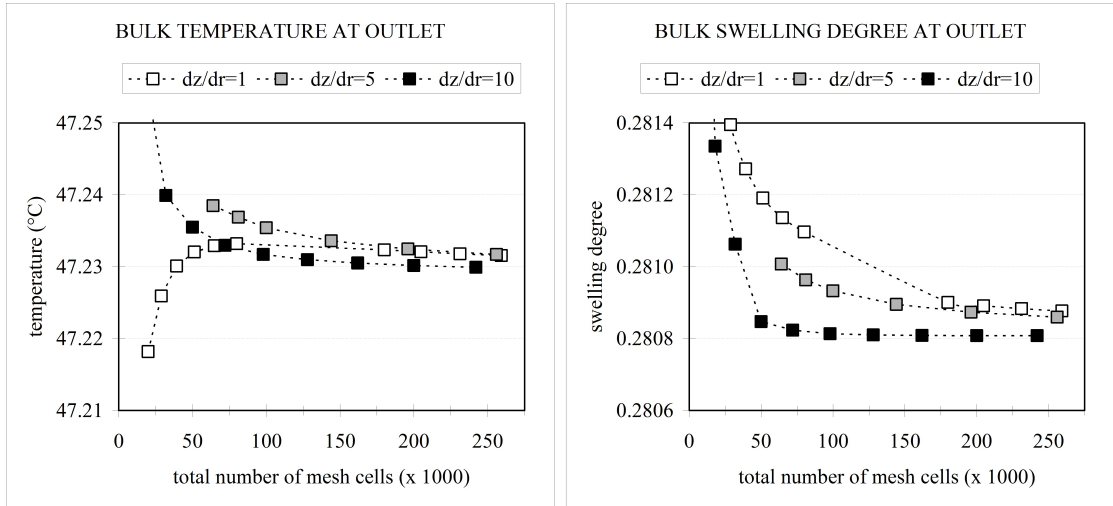 BULK TEMPERATURE AT OUTLET
dz/dr=1 dz/dr=5 dz/dr=10
47.25
47.24
47.23
47.22
47.21
temperature (°C)
0 50 100 150 200 250
total number of mesh cells (x 1000)
BULK SWELLING DEGREE AT OUTLET
dz/dr=1 dz/dr=5 dz/dr=10
0.2814
0.2812
0.2810
0.2808
0.2806
swelling degree
0 50 100 150 200 250
total number of mesh cells (x 1000)